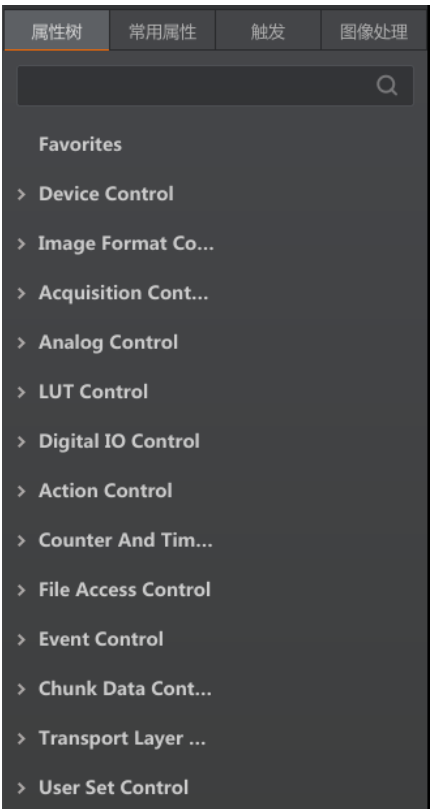 属性树 常用属性 触发 图像处理
Favorites
Device Control
Image Format Co...
Acquisition Cont...
Analog Control
LUT Control
Digital IO Control
Action Control
Counter And Tim...
File Access Control
Event Control
Chunk Data Cont...
Transport Layer ...
User Set Control